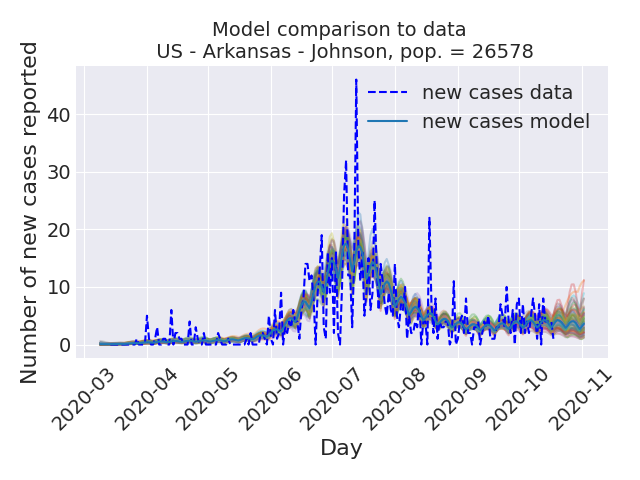 Model comparison to data
US - Arkansas - Johnson, pop. = 26578
new cases data
new cases model
Number of new cases reported
40
30
20
10
0
2020-03
2020-04
2020-05
2020-06
2020-07
2020-08
2020-09
2020-10
2020-11
Day